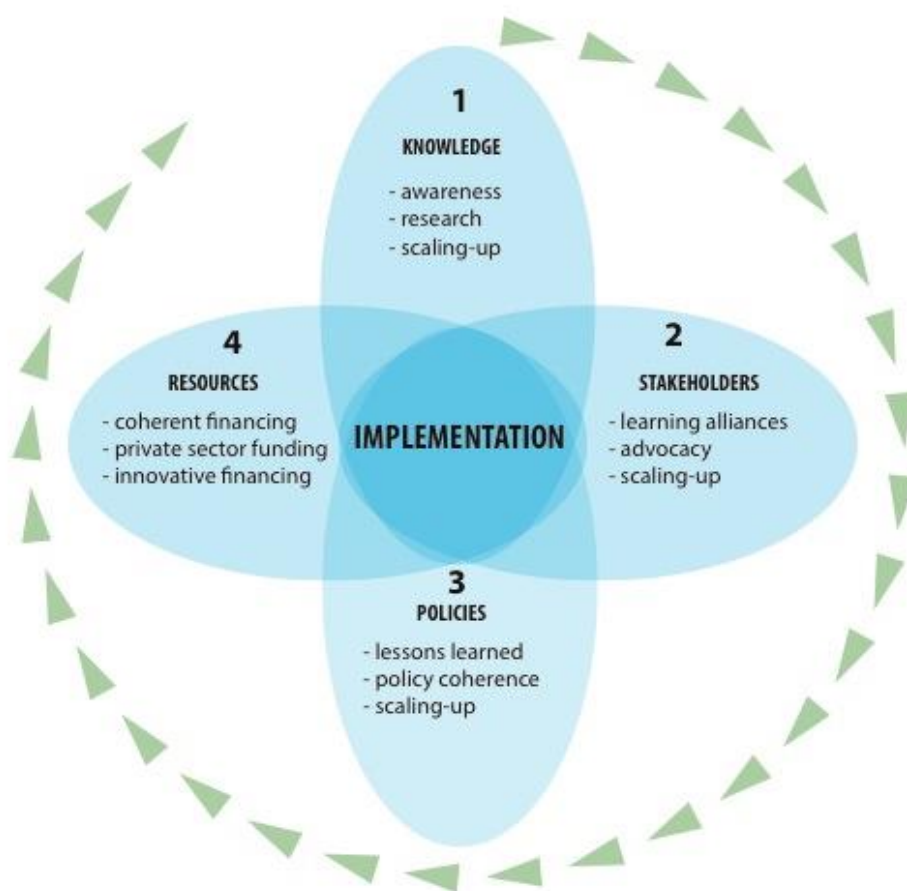 1
KNOWLEDGE
- awareness
- research
- scaling-up
2
STAKEHOLDERS
- learning alliances
- advocacy
- scaling-up
3
POLICIES
- lessons learned
- policy coherence
- scaling-up
4
RESOURCES
- coherent financing
- private sector funding
- innovative financing
IMPLEMENTATION